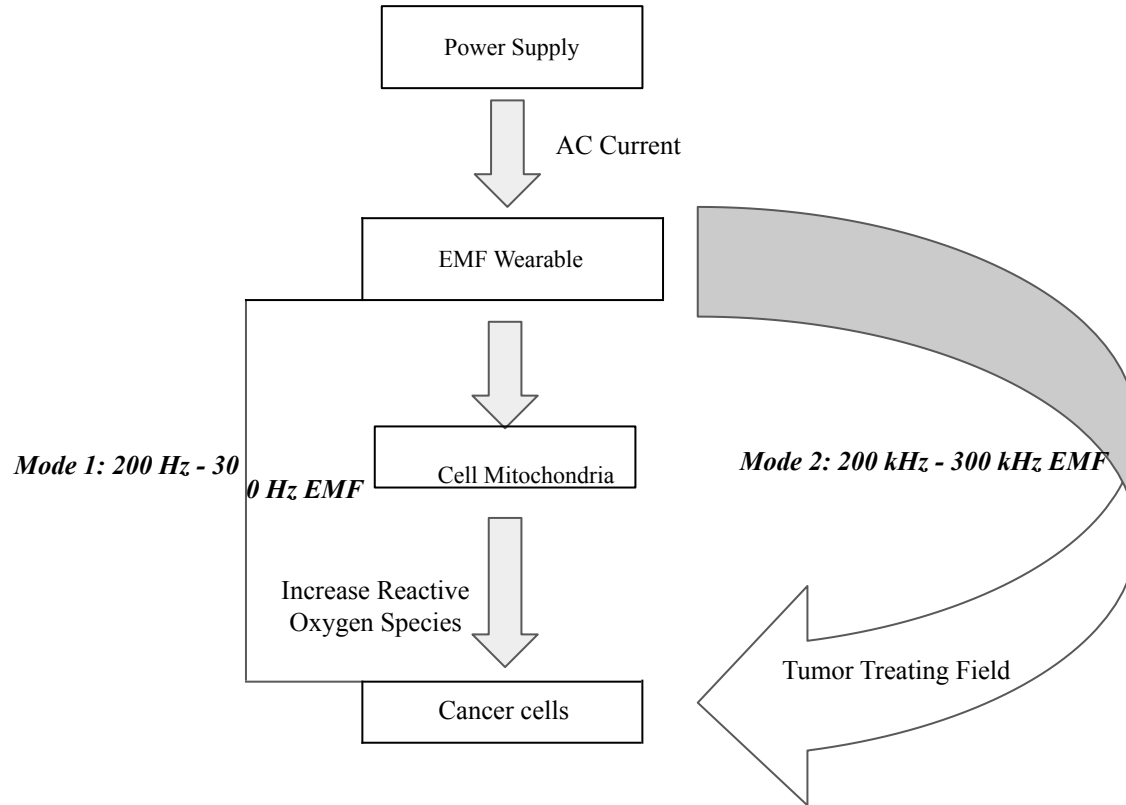 Power Supply
AC Current
EMF Wearable
Mode 1: 200 Hz - 30
0 Hz EMF
Cell Mitochondria
Mode 2: 200 kHz - 300 kHz EMF
Increase Reactive
Oxygen Species
Tumor Treating Field
Cancer cells